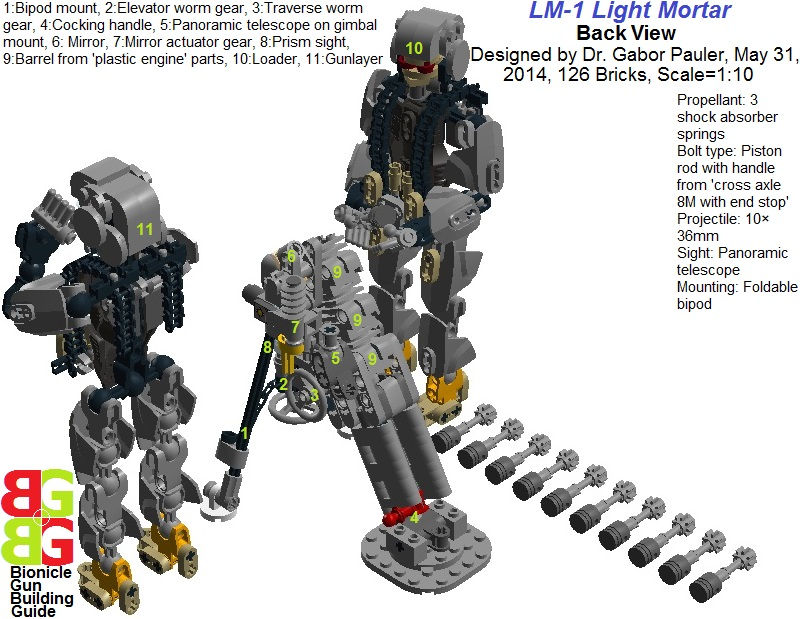 1:Bipod mount, 2:Elevator worm gear, 3:Traverse worm
gear, 4:Cocking handle, 5:Panoramic telescope on gimbal
mount, 6: Mirror, 7:Mirror actuator gear, 8:Prism sight,
9:Barrel from 'plastic engine' parts, 10:Loader, 11:Gunlayer
LM-1 Light Mortar
Back View
Designed by Dr. Gabor Pauler, May 31,
2014, 126 Bricks, Scale=1:10
Propellant: 3
shock absorber
springs
Bolt type: Piston
rod with handle
from 'cross axle
8M with end stop'
Projectile: 10×
36mm
Sight: Panoramic
telescope
Mounting: Foldable
bipod
10
11
6
9
7
9
8
5
9
2
3
1
4
BG
BG
Bionicle
Gun
Building
Guide